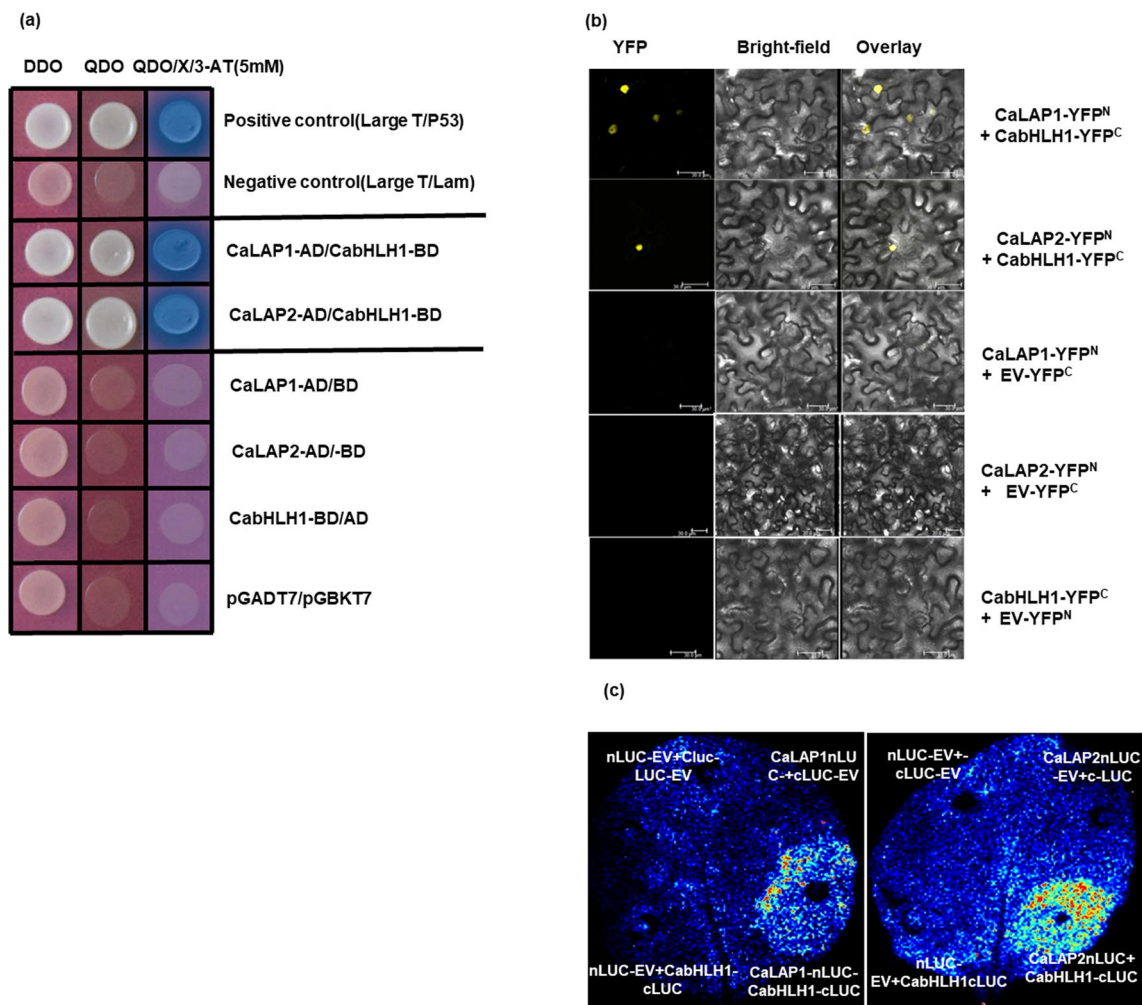 (a)
DDO QDO QDO/X/3-AT(5mM)
Positive control(Large T/P53)
Negative control(Large T/Lam)
CaLAP1-AD/CabHLH1-BD
CaLAP2-AD/CabHLH1-BD
CaLAP1-AD/BD
CaLAP2-AD/-BD
CabHLH1-BD/AD
pGADT7/pGBKT7
(b)
YFP Bright-field Overlay
CaLAP1-YFPᴺ
+ CabHLH1-YFPᶜ
CaLAP2-YFPᴺ
+ CabHLH1-YFPᶜ
CaLAP1-YFPᴺ
+ EV-YFPᶜ
CaLAP2-YFPᴺ
+ EV-YFPᶜ
CabHLH1-YFPᶜ
+ EV-YFPᴺ
(c)
nLUC-EV+Cluc-
LUC-EV
CaLAP1nLU
C-+cLUC-EV
nLUC-EV+CabHLH1-
cLUC
CaLAP1-nLUC-
CabHLH1-cLUC
nLUC-EV+-
cLUC-EV
CaLAP2nLUC
-EV+c-LUC
nLUC-
EV+CabHLH1cLUC
CaLAP2nLUC+
CabHLH1-cLUC